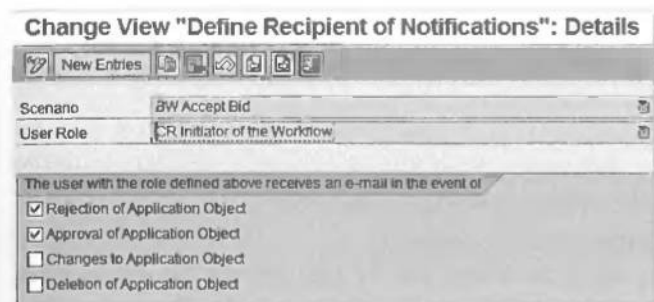 Change View "Define Recipient of Notifications": Details
New Entries
Scenario BW Accept Bid
User Role CR Initiator of the Workflow
The user with the role defined above receives an e-mail in the event of
Rejection of Application Object
Approval of Application Object
Changes to Application Object
Deletion of Application Object